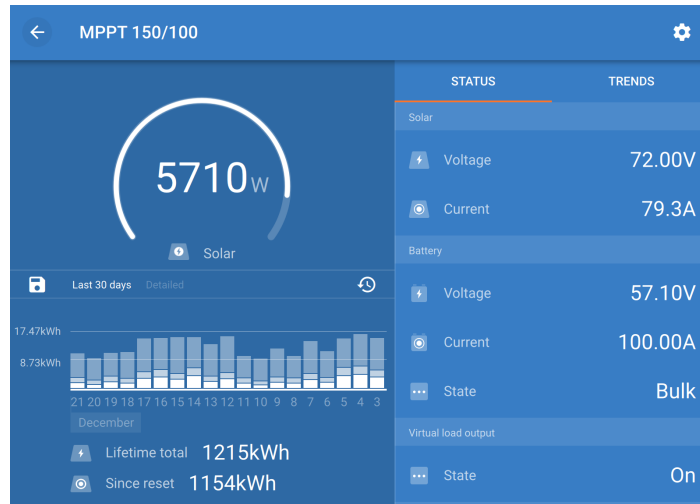 MPPT 150/100
5710W
Solar
Last 30 days Detailed
17.47kWh
8.73kWh
21 20 19 18 17 16 15 14 13 12 11 10 9 8 7 6 5 4 3
December
Lifetime total 1215kWh
Since reset 1154kWh
STATUS TRENDS
Solar
Voltage 72.00V
Current 79.3A
Battery
Voltage 57.10V
Current 100.00A
State Bulk
Virtual load output
State On